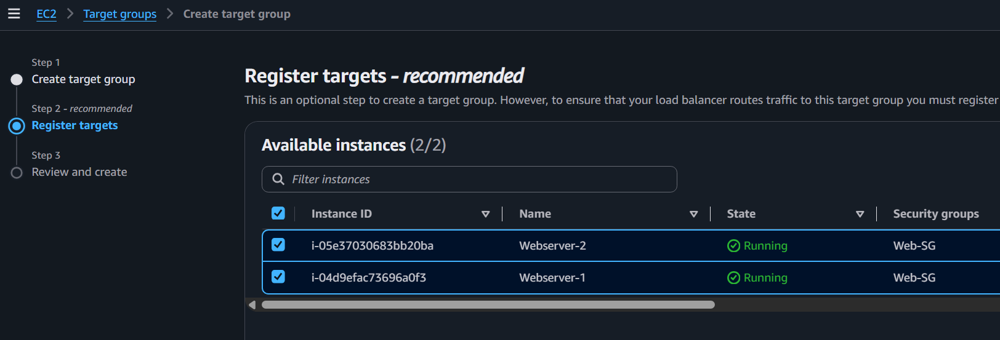 EC2 Target groups Create target group
Step 1
Create target group
Step 2 - recommended
Register targets
Step 3
Review and create
Register targets - recommended
This is an optional step to create a target group. However, to ensure that your load balancer routes traffic to this target group you must register
Available instances (2/2)
Filter instances
Instance ID Name State Security groups
i-05e37030683bb20ba Webserver-2 Running Web-SG
i-04d9efac73696a0f3 Webserver-1 Running Web-SG